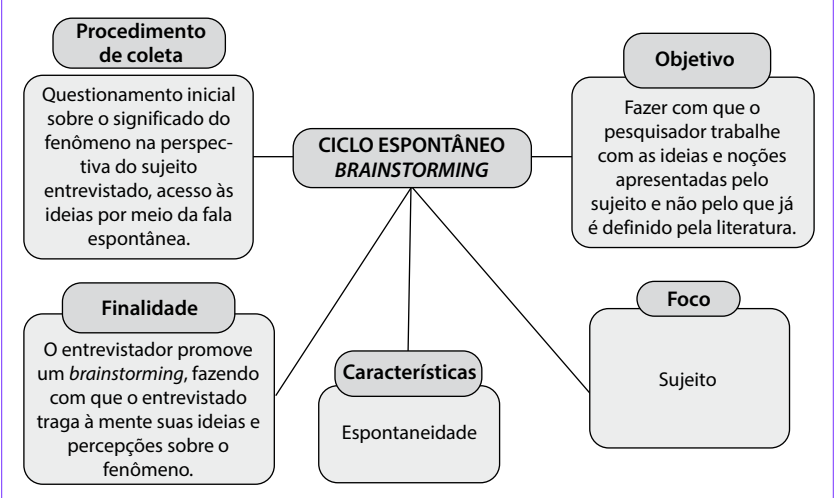 Procedimento
de coleta
Questionamento inicial
sobre o significado do
fenômeno na perspec-
tiva do sujeito
entrevistado, acesso às
ideias por meio da fala
espontânea.
CICLO ESPONTÂNEO
BRAINSTORMING
Objetivo
Fazer com que o
pesquisador trabalhe
com as ideias e noções
apresentadas pelo
sujeito e não pelo que já
é definido pela literatura.
Finalidade
O entrevistador promove
um brainstorming, fazendo
com que o entrevistado
traga à mente suas ideias e
percepções sobre o
fenômeno.
Características
Espontaneidade
Foco
Sujeito